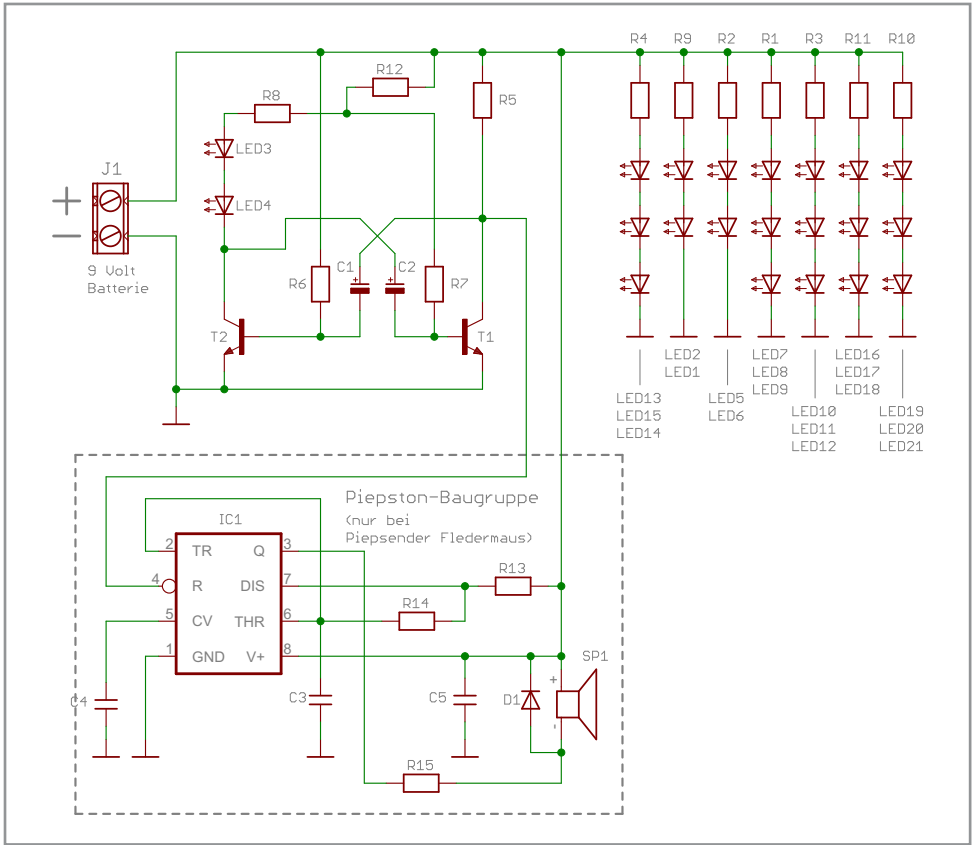 R4 R9 R2 R1 R3 R11 R10
R12
R8
R5
LED3
J1
+
LED4
−
9 Volt
Batterie
R6
C1
+
+
C2
R7
T2
T1
LED2
LED1
LED7
LED8
LED9
LED16
LED17
LED18
LED13
LED15
LED14
LED5
LED6
LED10
LED11
LED12
LED19
LED20
LED21
Piepston-Baugruppe
(nur bei
Piepsender Fledermaus)
IC1
2 TR Q 3
4 R DIS 7
5 CV THR 6
1 GND V+ 8
R13
R14
SP1
+
-
C4
C3
C5
D1
R15